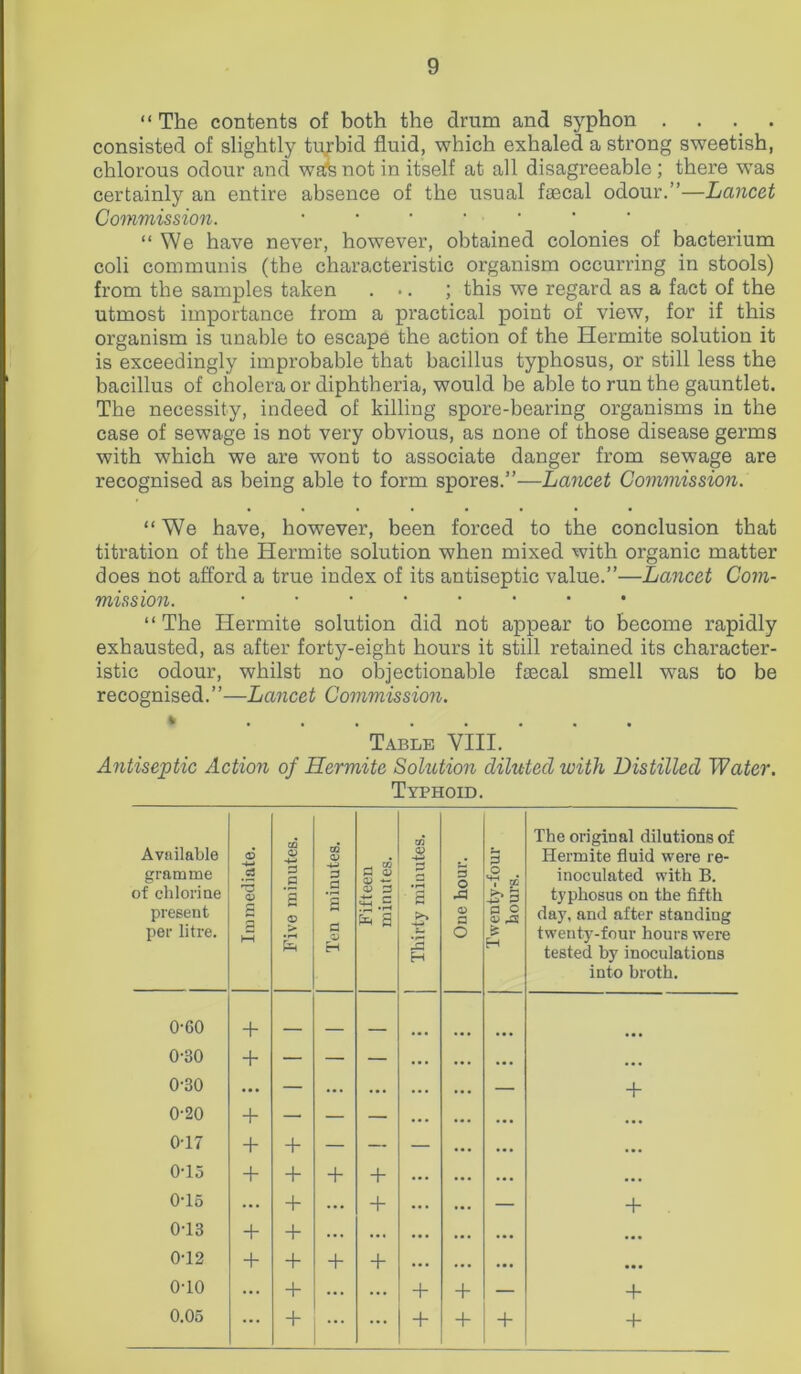 9
“ The contents of both the drum and syphon . . . .
consisted of slightly turbid fluid, which exhaled a strong sweetish,
chlorous odour and was not in itself at all disagreeable ; there was
certainly an entire absence of the usual fæcal odour.”—Lancet
Commission. . . . . . . .
“ We have never, however, obtained colonies of bacterium
coli communis (the characteristic organism occurring in stools)
from the samples taken . .. ; this we regard as a fact of the
utmost importance from a practical point of view, for if this
organism is unable to escape the action of the Hermite solution it
is exceedingly improbable that bacillus typhosus, or still less the
bacillus of cholera or diphtheria, would be able to run the gauntlet.
The necessity, indeed of killing spore-bearing organisms in the
case of sewage is not very obvious, as none of those disease germs
with which we are wont to associate danger from sewage are
recognised as being able to form spores.”—Lancet Commission.
. . . . . . . .
“ We have, however, been forced to the conclusion that
titration of the Hermite solution when mixed with organic matter
does not afford a true index of its antiseptic value.”—Lancet Com-
mission. . . . . . . . .
“ The Hermite solution did not appear to become rapidly
exhausted, as after forty-eight hours it still retained its character-
istic odour, whilst no objectionable fæcal smell was to be
recognised.”—Lancet Commission.
. . . . . . . .
Table VIII.
Antiseptic Action of Hermite Solution diluted with Distilled Water.
Typhoid.
Available
gramme
of chlorine
present
per litre.
Immediate.
Five minutes.
Ten minutes.
Fifteen
minutes.
Thirty minutes.
One hour.
Twenty-four
hours.
The original dilutions of
Hermite fluid were re-
inoculated with B.
typhosus on the fifth
day, and after standing
twenty-four hours were
tested by inoculations
into broth.
0·60 + — — — ... ... ... ...
0·30 + — — — ... ... ... ...
0·30 ... — ... ... ... ... — +
0·20 + — — — ... ... ... ...
0·17 + + — — — ... ... ...
0·15 + + + + ... ... ... ...
0·15 ... + ... + ... ... — +
0·13 + + ... ... ... ... ... ...
0·12 + + + + ... ... ... ...
0·10 ... + ... ... + + — +
0.05 ... + ... ... + + + +